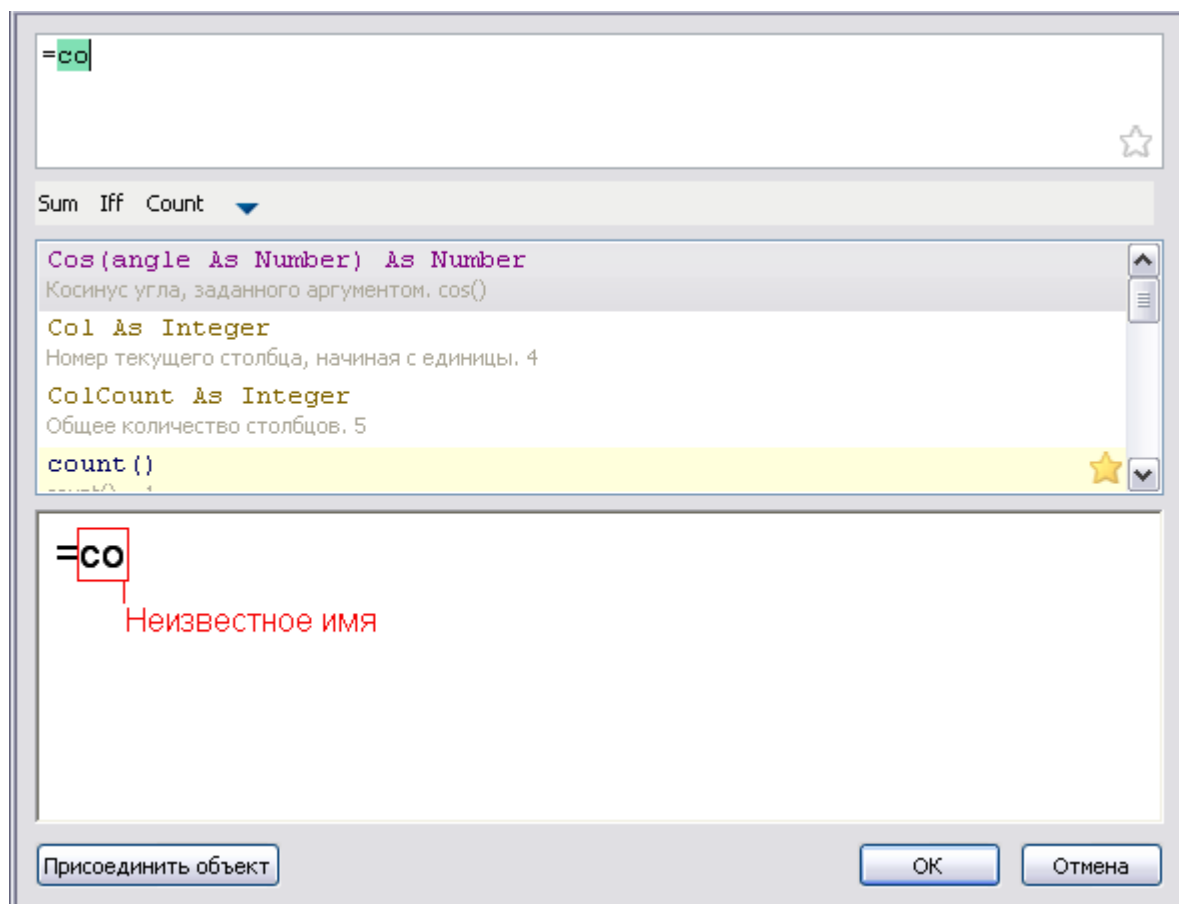 =co
Sum Iff Count
Cos(angle As Number) As Number
Косинус угла, заданного аргументом. cos()
Col As Integer
Номер текущего столбца, начиная с единицы. 4
ColCount As Integer
Общее количество столбцов. 5
count()
=co
Неизвестное имя
Присоединить объект
OK
Отмена